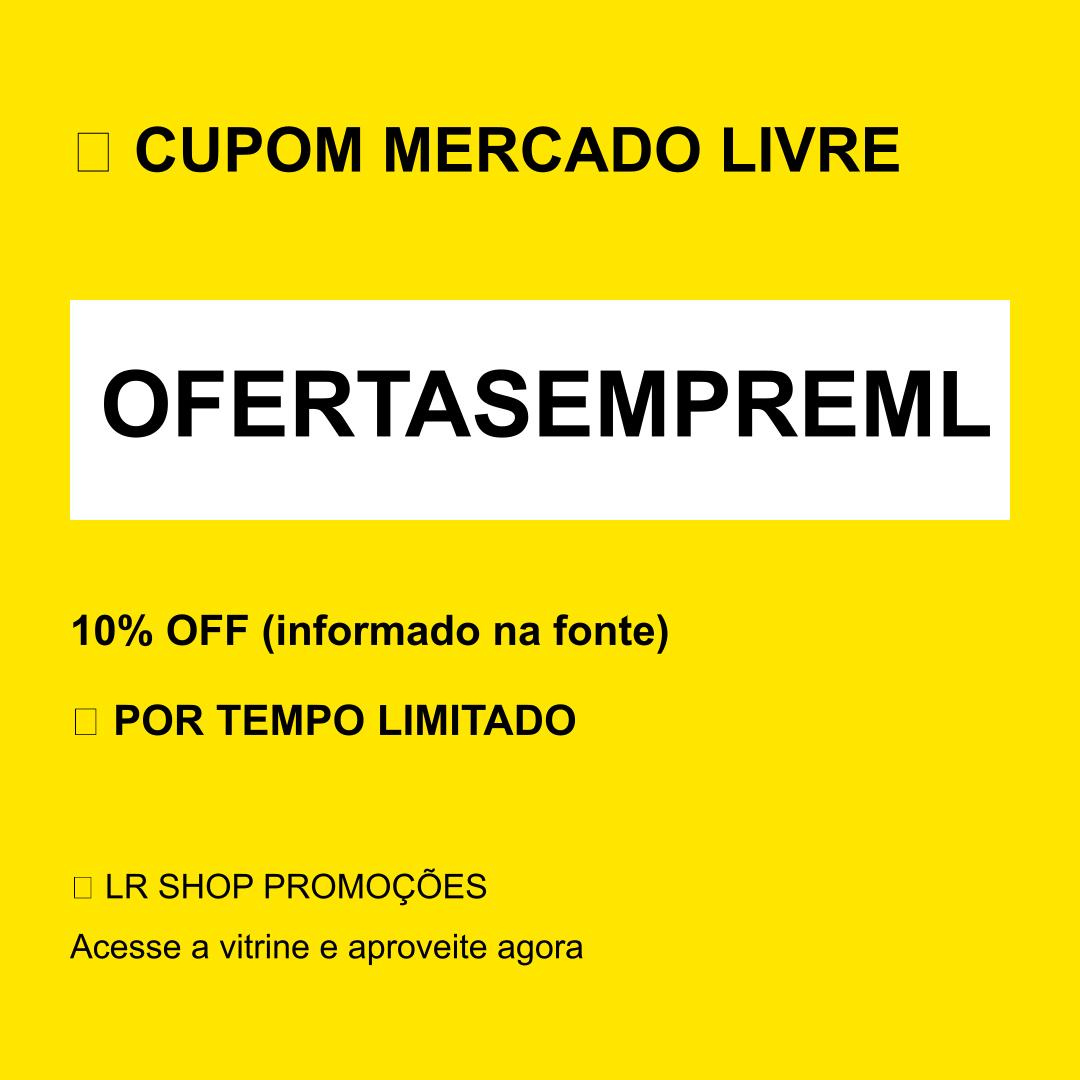 □ CUPOM MERCADO LIVRE
OFERTASEMPREML
10% OFF (informado na fonte)
□ POR TEMPO LIMITADO
□ LR SHOP PROMOÇÕES
Acesse a vitrine e aproveite agora